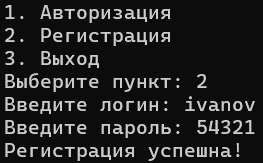 1. Авторизация
2. Регистрация
3. Выход
Выберите пункт: 2
Введите логин: ivanov
Введите пароль: 54321
Регистрация успешна!